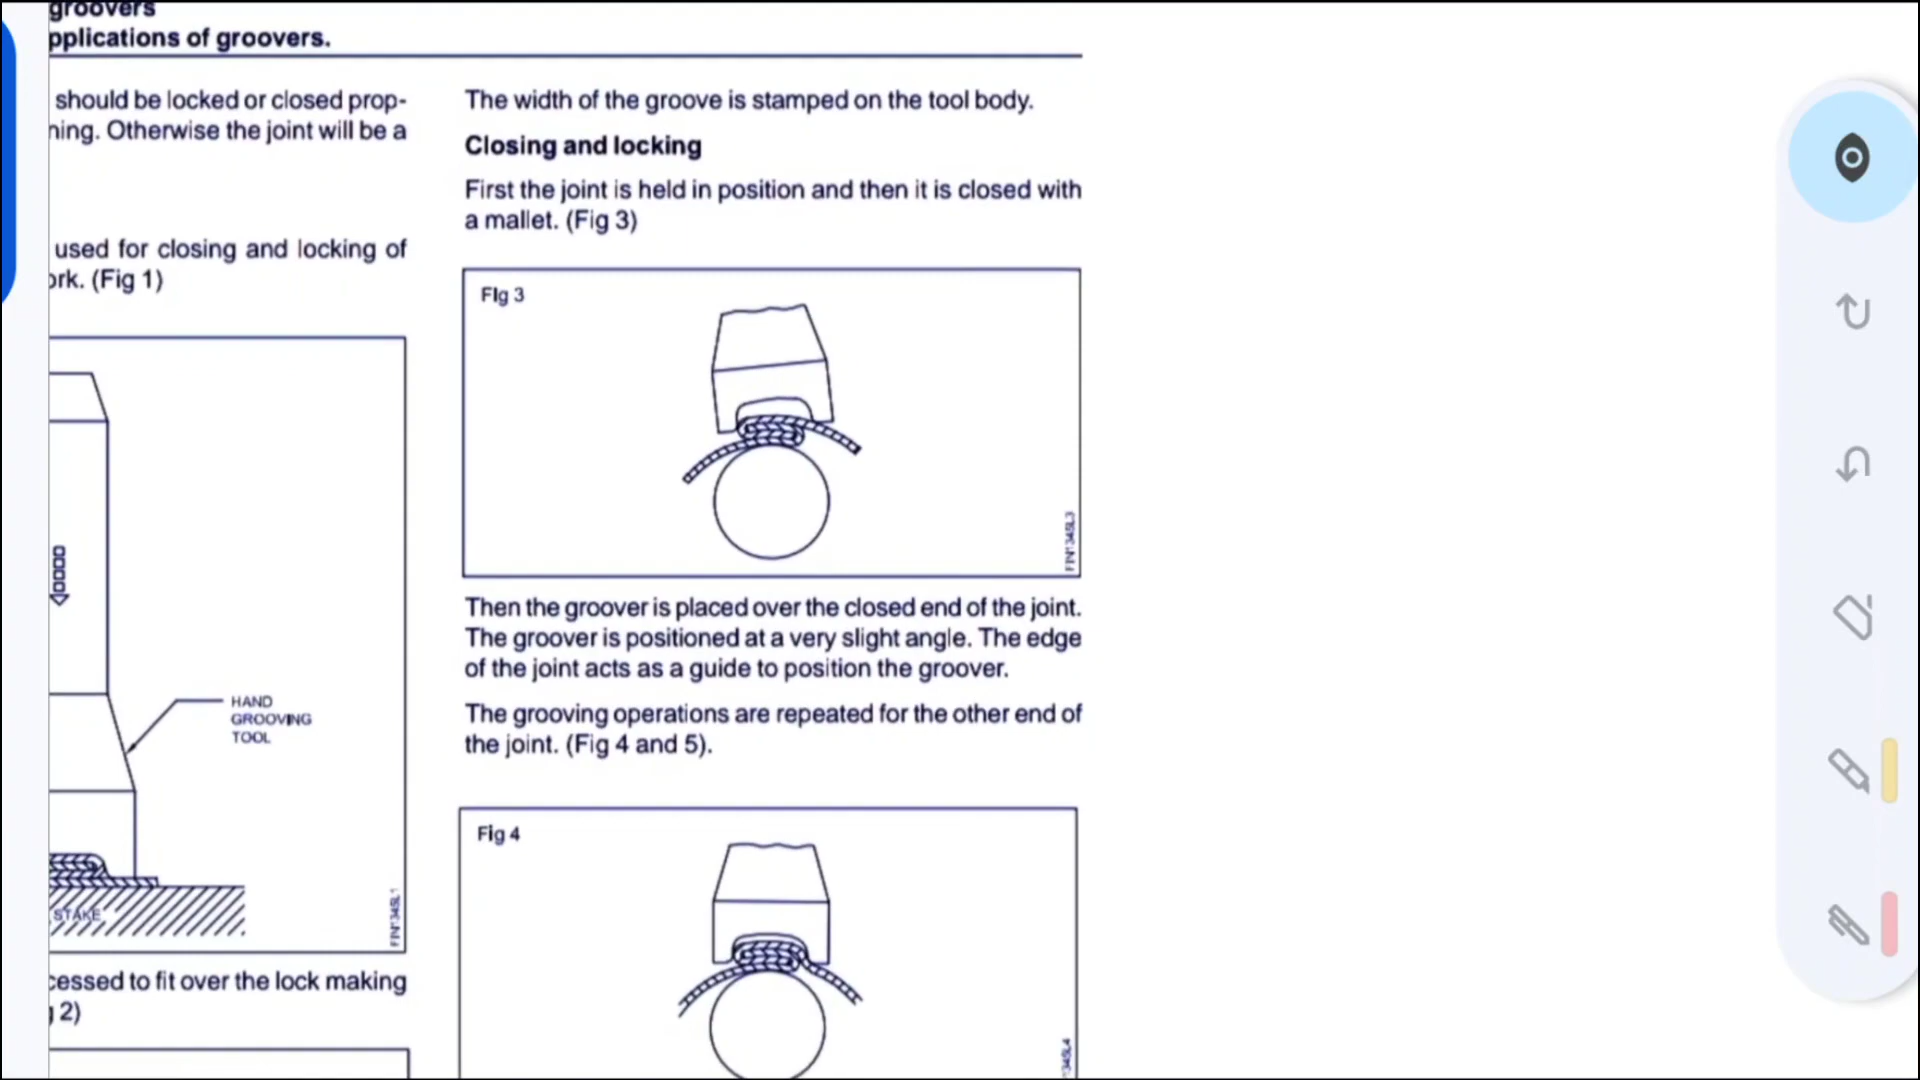 groovers
pplications of groovers.
should be locked or closed prop-
ning. Otherwise the joint will be a
used for closing and locking of
ork. (Fig 1)
HAND
GROOVING
TOOL
STAKE
FIN134SL1
cessed to fit over the lock making
2)
The width of the groove is stamped on the tool body.
Closing and locking
First the joint is held in position and then it is closed with
a mallet. (Fig 3)
FIg 3
FIN134SL3
Then the groover is placed over the closed end of the joint.
The groover is positioned at a very slight angle. The edge
of the joint acts as a guide to position the groover.
The grooving operations are repeated for the other end of
the joint. (Fig 4 and 5).
Fig 4
134SL4